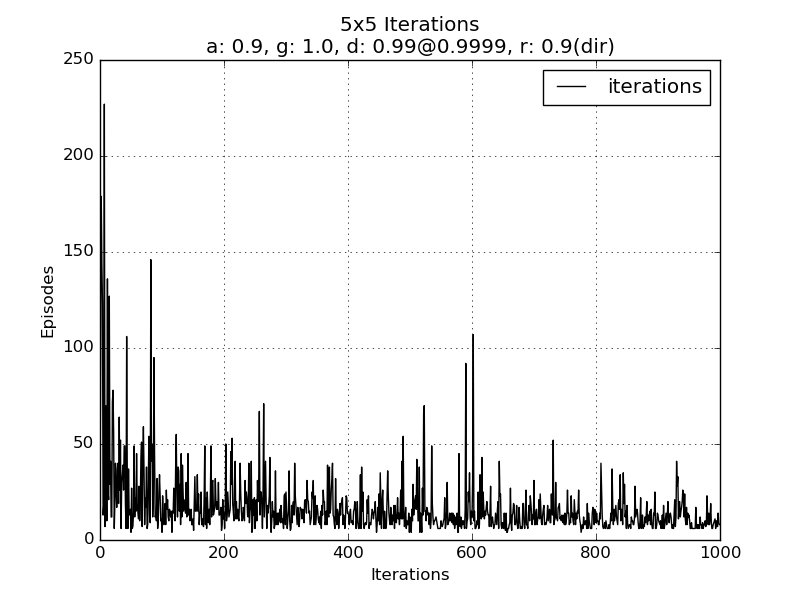 5x5 Iterations
a: 0.9, g: 1.0, d: 0.99@0.9999, r: 0.9(dir)
250
200
150
100
50
0
Episodes
iterations
0 200 400 600 800 1000
Iterations